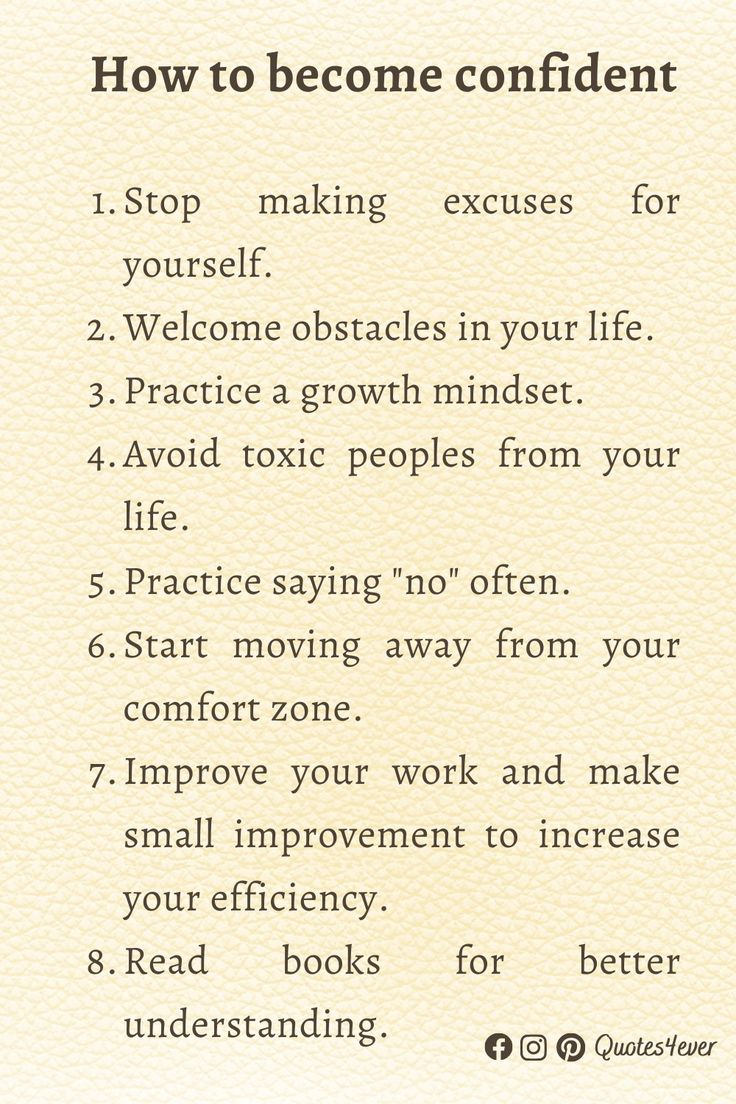 How to become confident
1. Stop making excuses for
yourself.
2. Welcome obstacles in your life.
3. Practice a growth mindset.
4. Avoid toxic peoples from your
life.
5. Practice saying "no" often.
6. Start moving away from your
comfort zone.
7. Improve your work and make
small improvement to increase
your efficiency.
8. Read books for better
understanding.
Quotes4ever